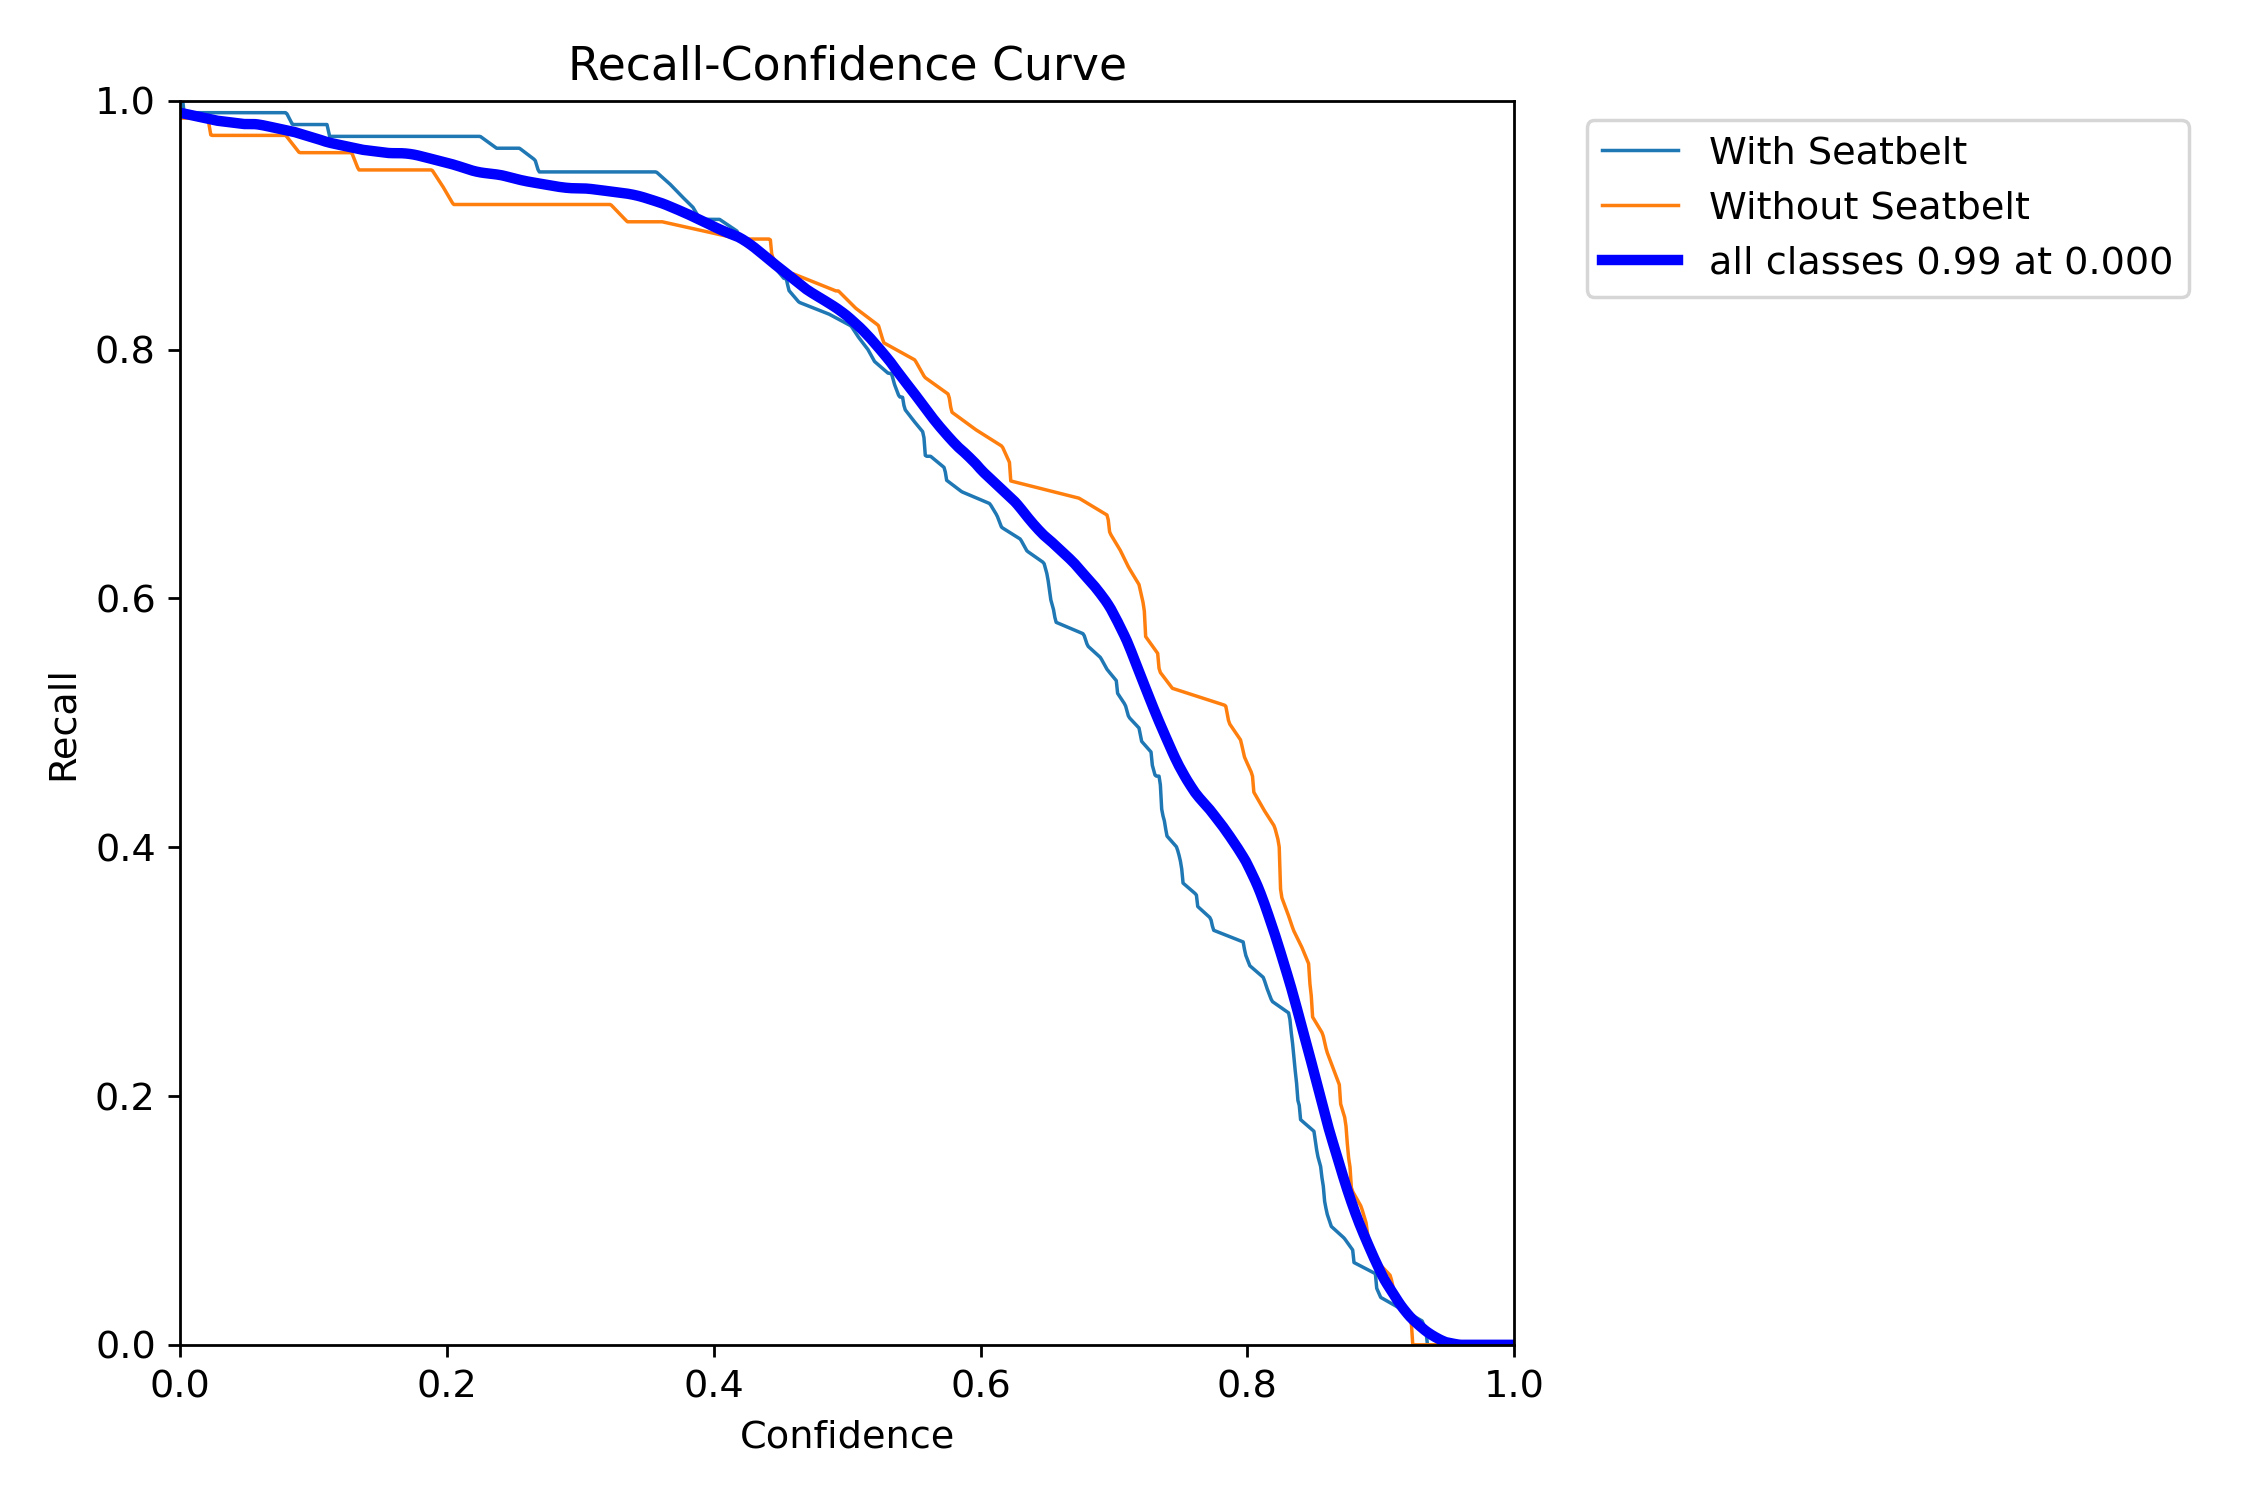 Recall-Confidence Curve
With Seatbelt
Without Seatbelt
all classes 0.99 at 0.000
1.0
0.8
0.6
0.4
0.2
0.0
Recall
0.0 0.2 0.4 0.6 0.8 1.0
Confidence